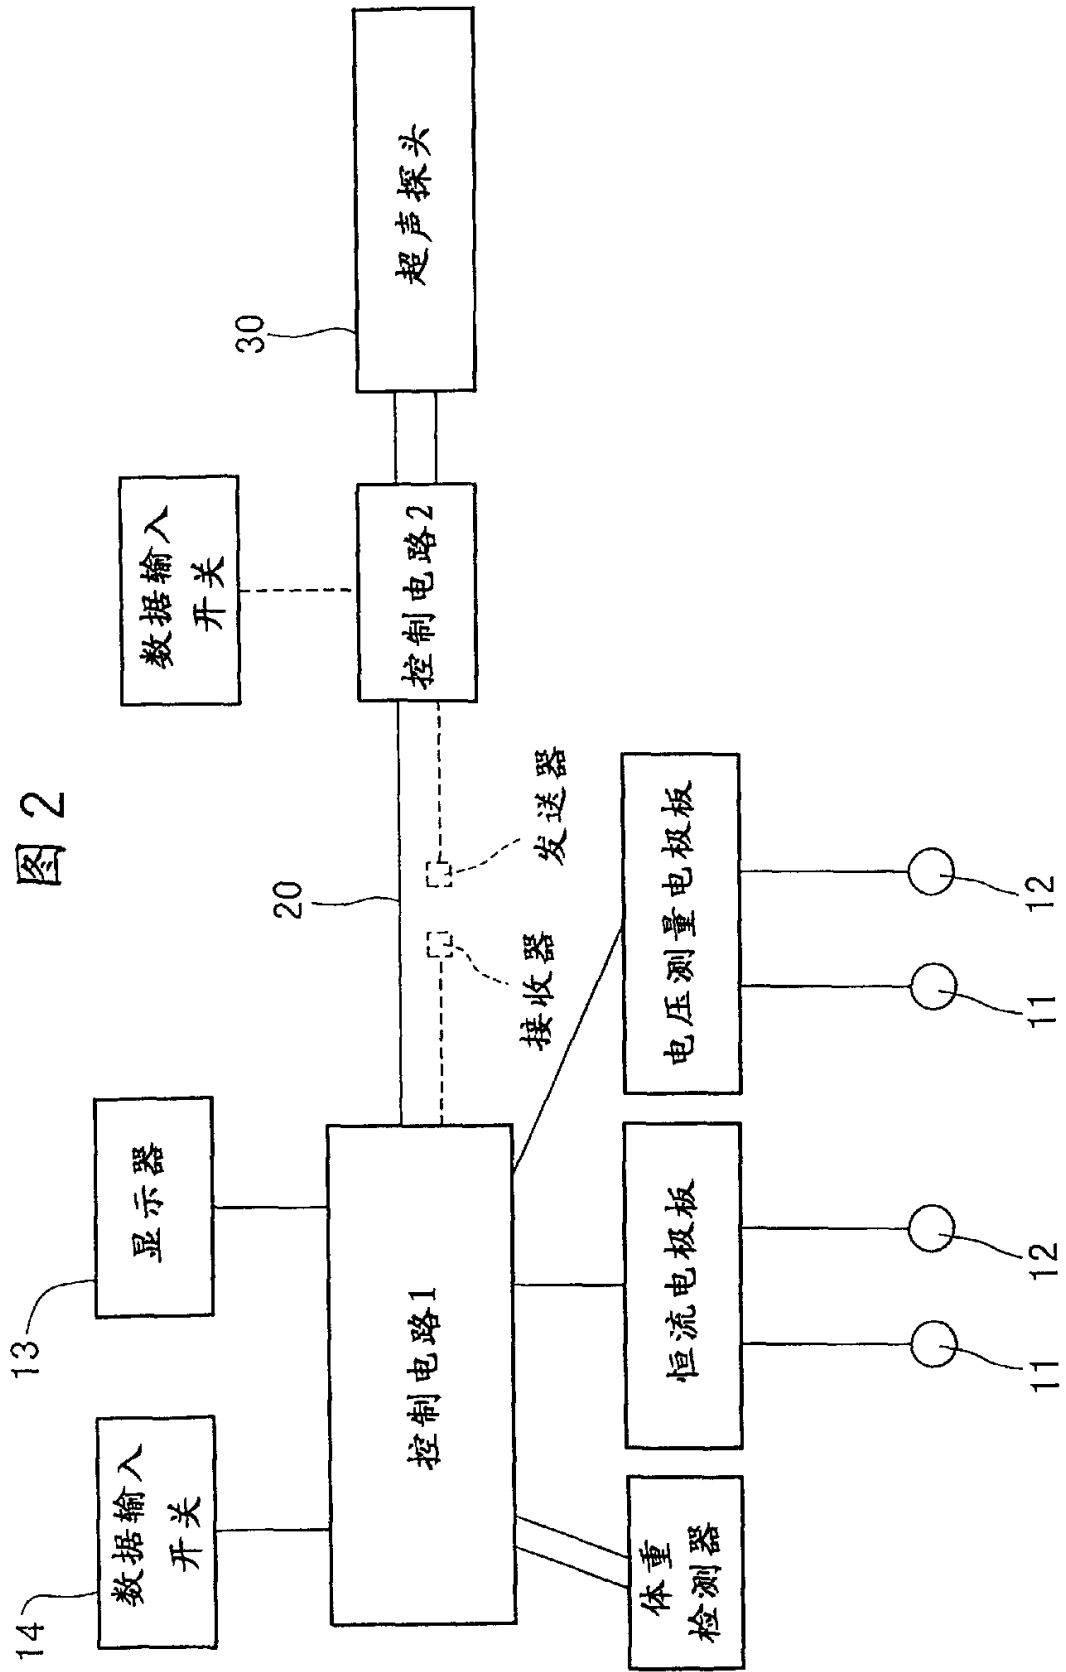 图 2
14
数据输入
开关
13
显示器
数据输入
开关
30
超声探头
控制电路1
20
控制电路2
接收器
发送器
体重
检测器
恒流电极板
电压测量电极板
11
12
11
12